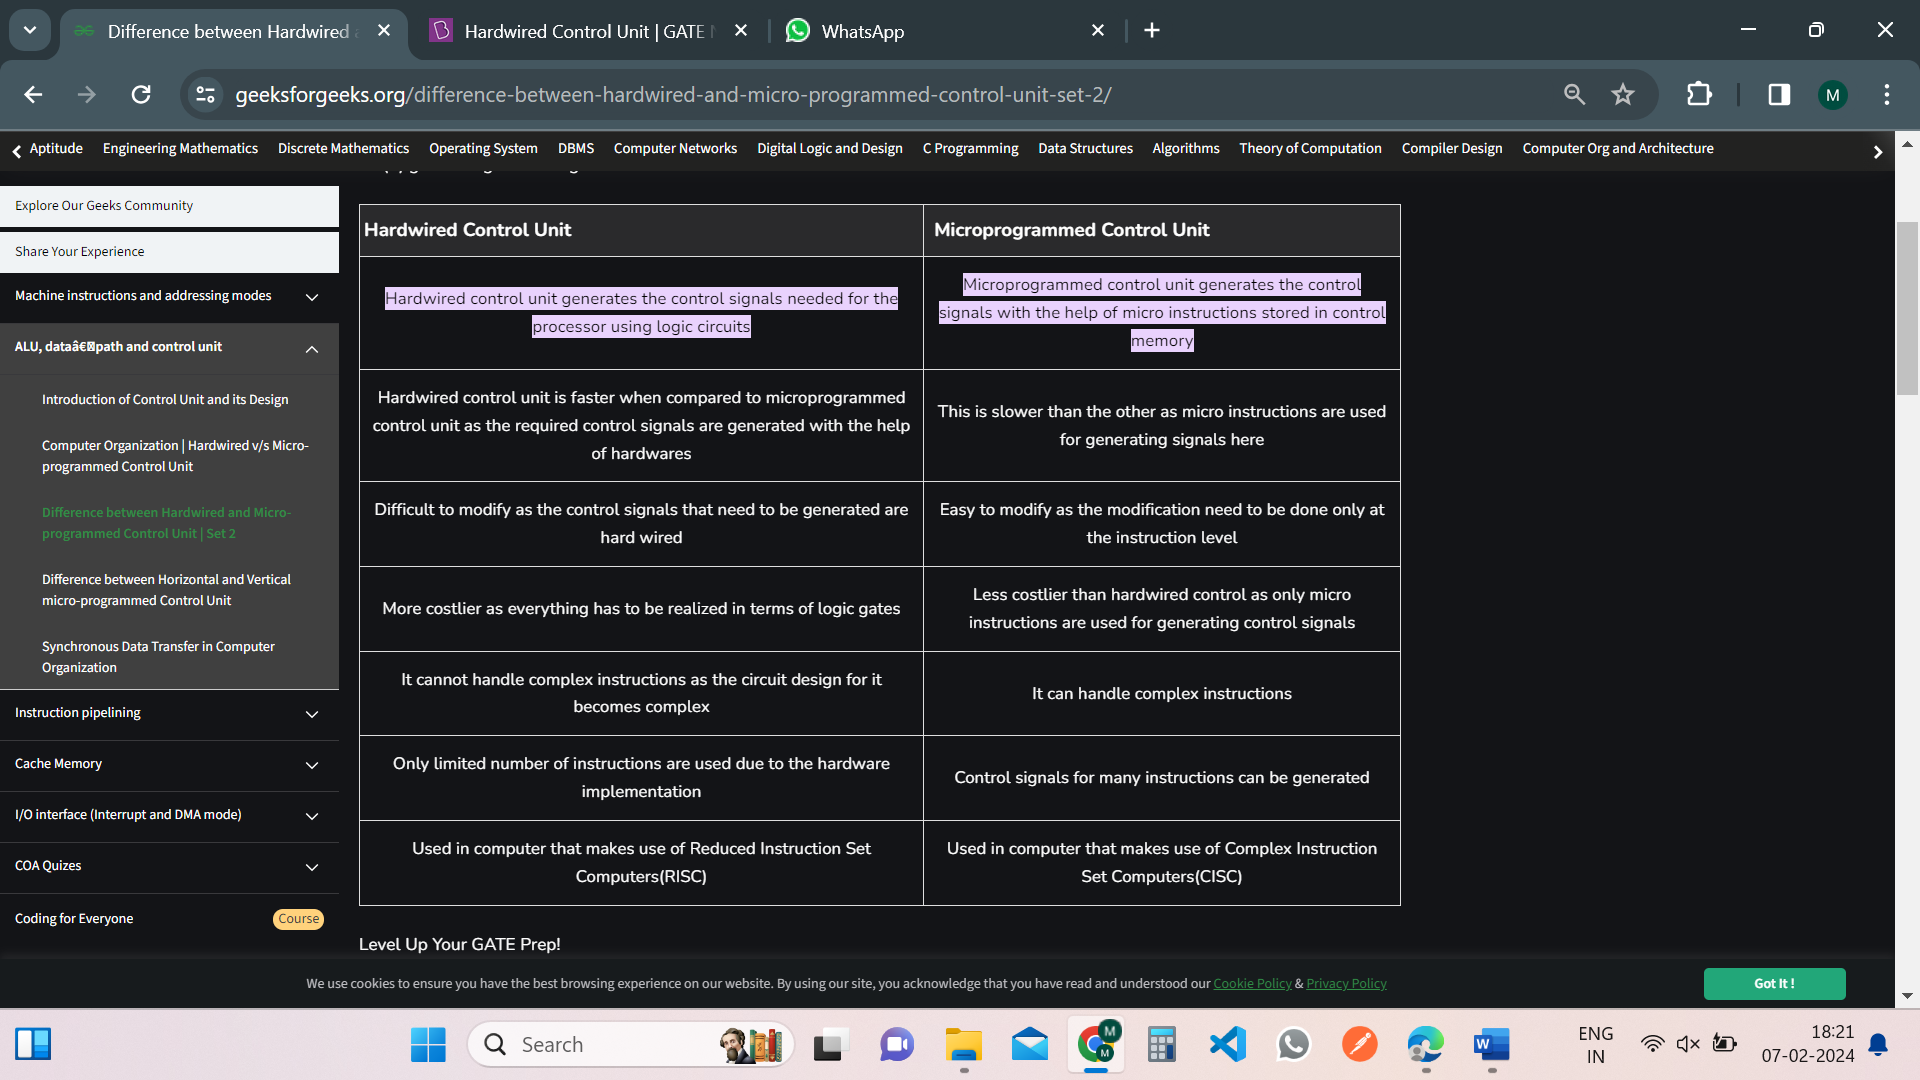 Difference between Hardwired a
Hardwired Control Unit | GATE N
WhatsApp
geeksforgeeks.org/difference-between-hardwired-and-micro-programmed-control-unit-set-2/
M
Aptitude Engineering Mathematics Discrete Mathematics Operating System DBMS Computer Networks Digital Logic and Design C Programming Data Structures Algorithms Theory of Computation Compiler Design Computer Org and Architecture
Explore Our Geeks Community
Share Your Experience
Machine instructions and addressing modes
ALU, dataâ€path and control unit
Introduction of Control Unit and its Design
Computer Organization | Hardwired v/s Micro-
programmed Control Unit
Difference between Hardwired and Micro-
programmed Control Unit | Set 2
Difference between Horizontal and Vertical
micro-programmed Control Unit
Synchronous Data Transfer in Computer
Organization
Instruction pipelining
Cache Memory
I/O interface (Interrupt and DMA mode)
COA Quizes
Coding for Everyone
Course
Hardwired Control Unit
Microprogrammed Control Unit
Hardwired control unit generates the control signals needed for the
processor using logic circuits
Microprogrammed control unit generates the control
signals with the help of micro instructions stored in control
memory
Hardwired control unit is faster when compared to microprogrammed
control unit as the required control signals are generated with the help
of hardwares
This is slower than the other as micro instructions are used
for generating signals here
Difficult to modify as the control signals that need to be generated are
hard wired
Easy to modify as the modification need to be done only at
the instruction level
More costlier as everything has to be realized in terms of logic gates
Less costlier than hardwired control as only micro
instructions are used for generating control signals
It cannot handle complex instructions as the circuit design for it
becomes complex
It can handle complex instructions
Only limited number of instructions are used due to the hardware
implementation
Control signals for many instructions can be generated
Used in computer that makes use of Reduced Instruction Set
Computers(RISC)
Used in computer that makes use of Complex Instruction
Set Computers(CISC)
Level Up Your GATE Prep!
We use cookies to ensure you have the best browsing experience on our website. By using our site, you acknowledge that you have read and understood our Cookie Policy & Privacy Policy
Got It !
Search
M
M
W
ENG
IN
18:21
07-02-2024